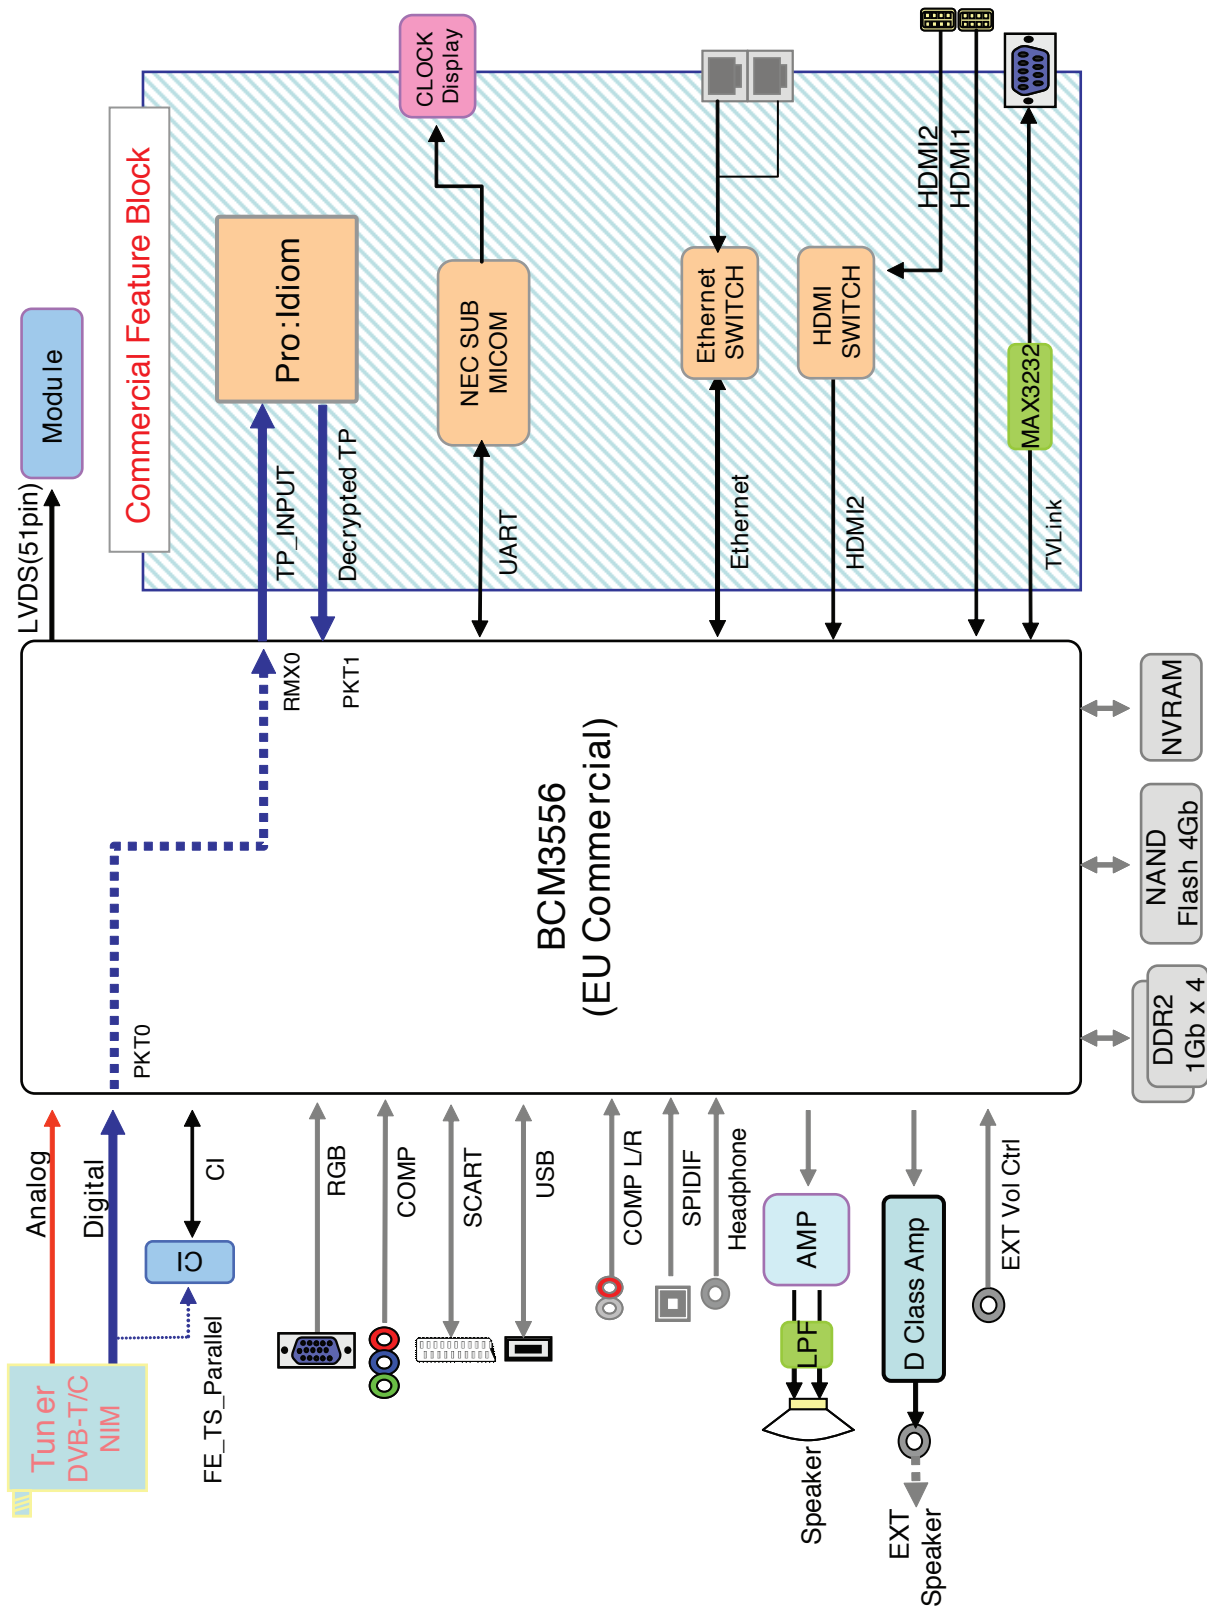 Tuner
DVB-T/C
NIM
Analog
Digital
FE_TS_Parallel
CI
CI
RGB
COMP
SCART
USB
COMP L/R
SPIDIF
Headphone
AMP
LPF
Speaker
D Class Amp
EXT
Speaker
EXT Vol Ctrl
PKT0
RMX0
PKT1
BCM3556
(EU Commercial)
DDR2
1Gb x 4
NAND
Flash 4Gb
NVRAM
LVDS(51pin)
Module
Commercial Feature Block
TP_INPUT
Decrypted TP
Pro:Idiom
UART
NEC SUB
MICOM
CLOCK
Display
Ethernet
Ethernet
SWITCH
HDMI2
HDMI
SWITCH
HDMI2
HDMI1
TVLink
MAX3232